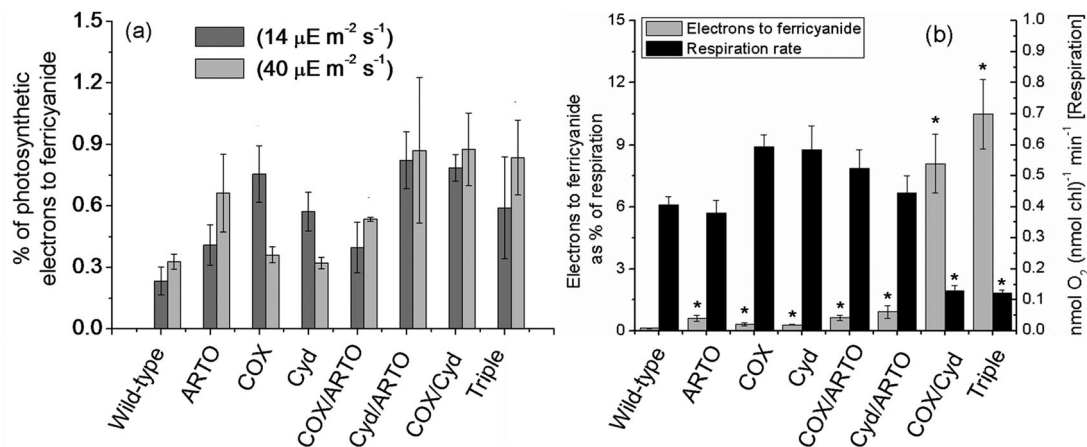 (a)
(14 μE m⁻² s⁻¹)
(40 μE m⁻² s⁻¹)
% of photosynthetic
electrons to ferricyanide
1.5
1.2
0.9
0.6
0.3
0.0
Wild-type
ARTO
COX
Cyd
COX/ARTO
Cyd/ARTO
COX/Cyd
Triple
(b)
Electrons to ferricyanide
Respiration rate
Electrons to ferricyanide
as % of respiration
15
12
9
6
3
0
* * * * * * * * *
Wild-type
ARTO
COX
Cyd
COX/ARTO
Cyd/ARTO
COX/Cyd
Triple
1.0
0.9
0.8
0.7
0.6
0.5
0.4
0.3
0.2
0.1
0.0
nmol O₂ (nmol chl)⁻¹ min⁻¹ [Respiration]